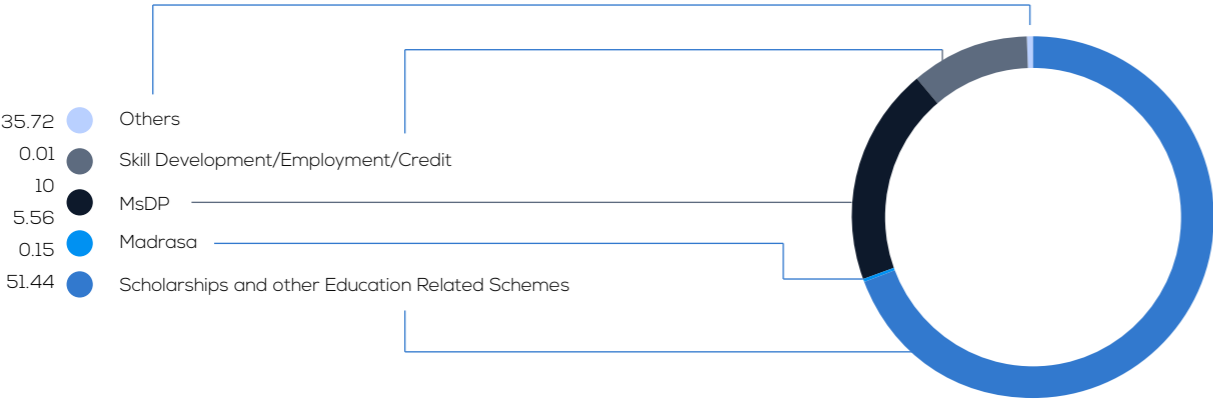 35.72
Others
0.01
Skill Development/Employment/Credit
10
MsDP
5.56
Madrasa
0.15
51.44
Scholarships and other Education Related Schemes